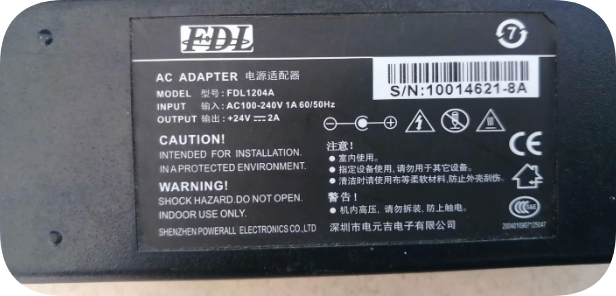 FDL
7
AC ADAPTER 电源适配器
MODEL 型号: FDL1204A
INPUT 输入: AC100-240V 1A 60/50Hz
OUTPUT 输出: +24V 2A
S/N:10014621-8A
CAUTION!
INTENDED FOR INSTALLATION.
IN A PROTECTED ENVIRONMENT.
WARNING!
SHOCK HAZARD.DO NOT OPEN.
INDOOR USE ONLY.
SHENZHEN POWERALL ELECTRONICS CO.,LTD
注意!
● 室内使用。
● 指定设备使用,请勿用于其它设备。
● 清洁时请使用布等柔软材料,防止外壳刮伤。
警告!
● 机内高压, 请勿拆装, 防上触电。
深圳市电元吉电子有限公司
CE